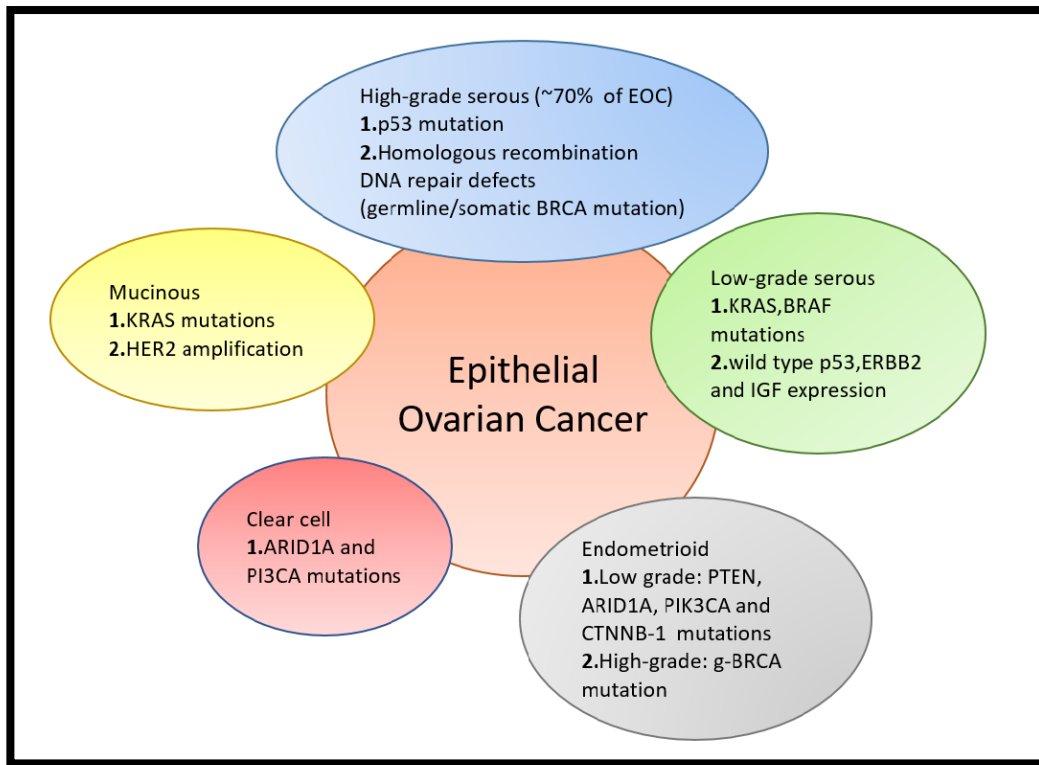 High-grade serous (~70% of EOC)
1.p53 mutation
2.Homologous recombination
DNA repair defects
(germline/somatic BRCA mutation)
Mucinous
1.KRAS mutations
2.HER2 amplification
Low-grade serous
1.KRAS,BRAF
mutations
2.wild type p53,ERBB2
and IGF expression
Epithelial
Ovarian Cancer
Clear cell
1.ARID1A and
PI3CA mutations
Endometrioid
1.Low grade: PTEN,
ARID1A, PIK3CA and
CTNNB-1 mutations
2.High-grade: g-BRCA
mutation